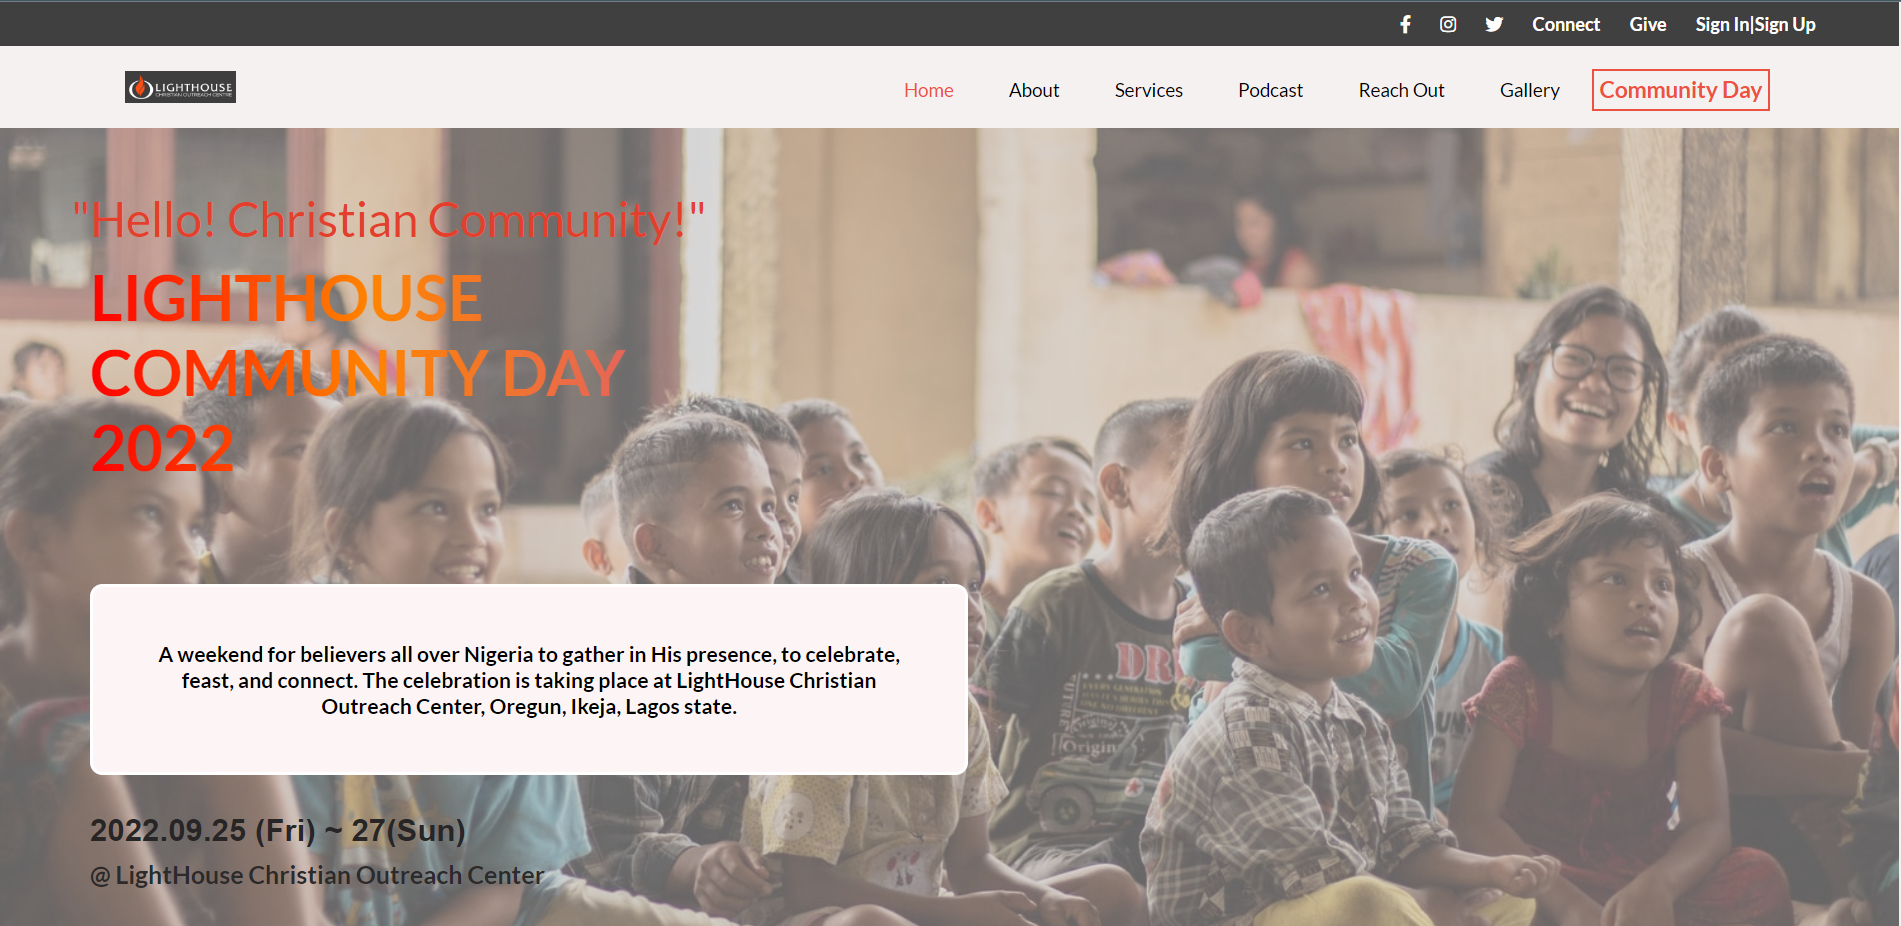 Connect Give Sign In|Sign Up
LIGHTHOUSE
CHRISTIAN OUTREACH CENTRE
Home About Services Podcast Reach Out Gallery Community Day
"Hello! Christian Community!"
LIGHTHOUSE
COMMUNITY DAY
2022
A weekend for believers all over Nigeria to gather in His presence, to celebrate,
feast, and connect. The celebration is taking place at LightHouse Christian
Outreach Center, Oregun, Ikeja, Lagos state.
2022.09.25 (Fri) ~ 27(Sun)
@ LightHouse Christian Outreach Center